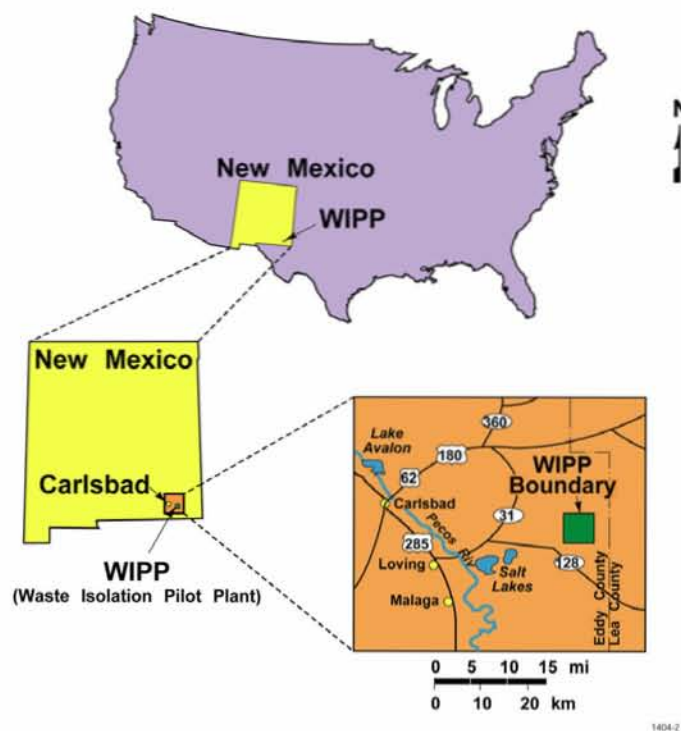 N
New Mexico
WIPP
New Mexico
Carlsbad
WIPP
(Waste Isolation Pilot Plant)
Lake
Avalon
360
180
62
WIPP
Boundary
Carlsbad
31
Pecos Riv
285
Loving
Salt
Lakes
128
Malaga
Eddy County
Lea County
0 5 10 15 mi
0 10 20 km
1404-2